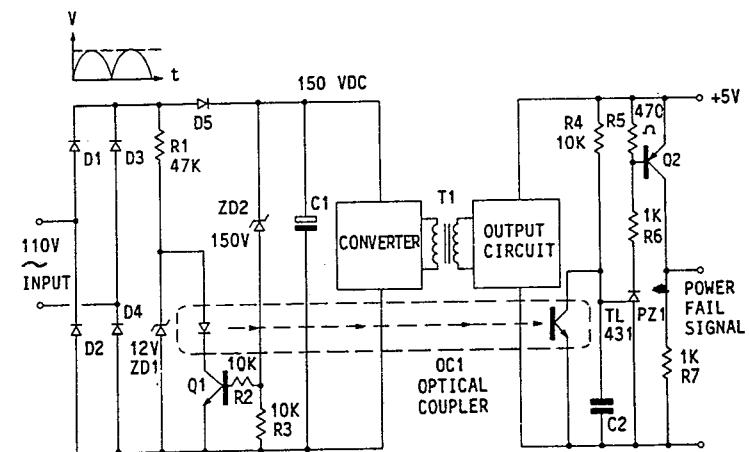 V
t
150 VDC
+5V
D5
R4
10K
R5
470
Ω
Q2
D1
D3
R1
47K
ZD2
150V
C1
T1
CONVERTER
OUTPUT
CIRCUIT
1K
R6
110V
~
INPUT
D4
D2
12V
ZD1
Q1
10K
R2
10K
R3
OC1
OPTICAL
COUPLER
TL
431
PZ1
POWER
FAIL
SIGNAL
1K
R7
C2